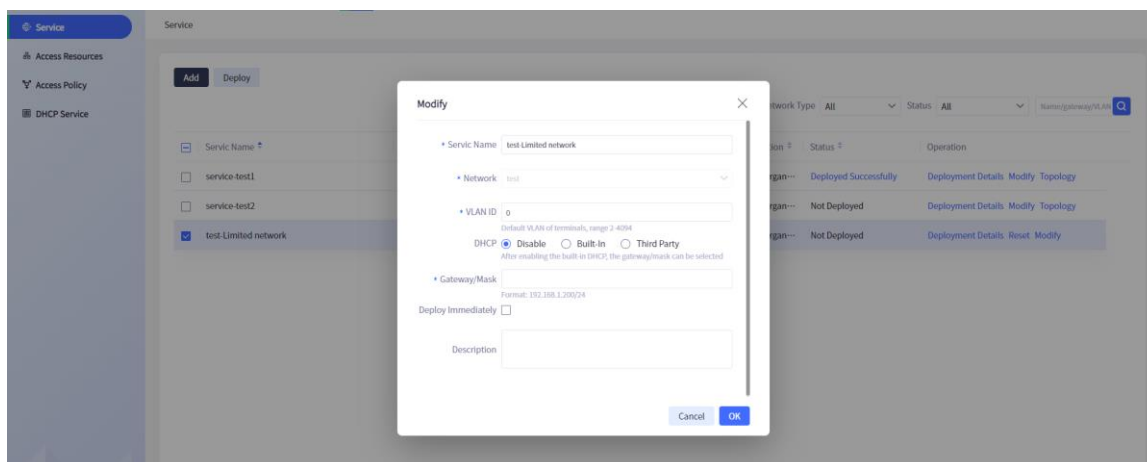 Service
Access Resources
Access Policy
DHCP Service
Service
Add
Deploy
Network Type All
Status All
Name/gateway/VLAN
Servic Name
Status
Operation
service-test1
Deployed Successfully
Deployment Details Modify Topology
service-test2
Not Deployed
Deployment Details Modify Topology
test-Limited network
Not Deployed
Deployment Details Reset Modify
Modify
* Servic Name test-Limited network
* Network test
* VLAN ID 0
Default VLAN of terminals, range 2-4094
DHCP Disable Built-In Third Party
After enabling the built-in DHCP, the gateway/mask can be selected
* Gateway/Mask
Format: 192.168.1.200/24
Deploy Immediately
Description
Cancel
OK